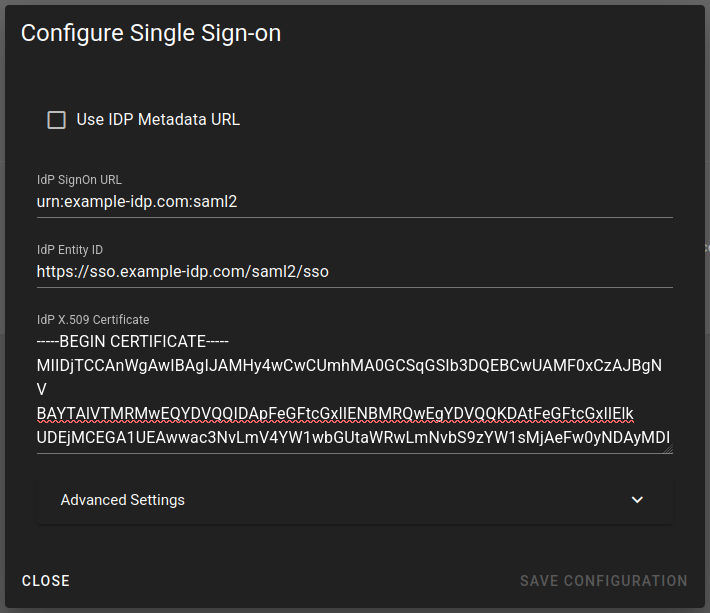 Configure Single Sign-on
Use IDP Metadata URL
IdP SignOn URL
urn:example-idp.com:saml2
IdP Entity ID
https://sso.example-idp.com/saml2/sso
IdP X.509 Certificate
-----BEGIN CERTIFICATE-----
MIIDjTCCAnWgAwIBAgIJAMHy4wCwCUmhMA0GCSqGSIb3DQEBCwUAMF0xCzAJBgN
V
BAYTAlVTMRMwEQYDVQQIDApFeGFtcGxlIENBMRQwEgYDVQQKDAtFeGFtcGxlIElk
UDEjMCEGA1UEAwwac3NvLmV4YW1wbGUtaWRwLmNvbS9zYW1sMjAeFw0yNDAyMDI
Advanced Settings
CLOSE
SAVE CONFIGURATION